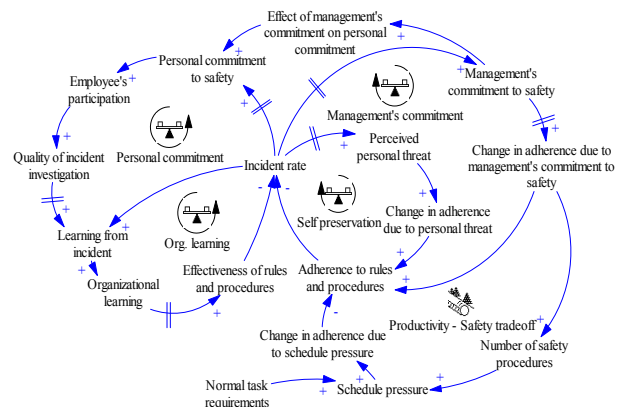 Effect of management's
commitment on personal
commitment
Personal commitment
to safety
Management's
commitment to safety
Employee's
participation
Management's commitment
Perceived
personal threat
Change in adherence due to
management's commitment to
safety
Quality of incident
investigation
Personal commitment
Incident rate
Self preservation
Change in adherence
due to personal threat
Learning from
incident
Org. learning
Organizational
learning
Effectiveness of rules
and procedures
Adherence to rules
and procedures
Productivity - Safety tradeoff
Change in adherence due
to schedule pressure
Number of safety
procedures
Normal task
requirements
Schedule pressure